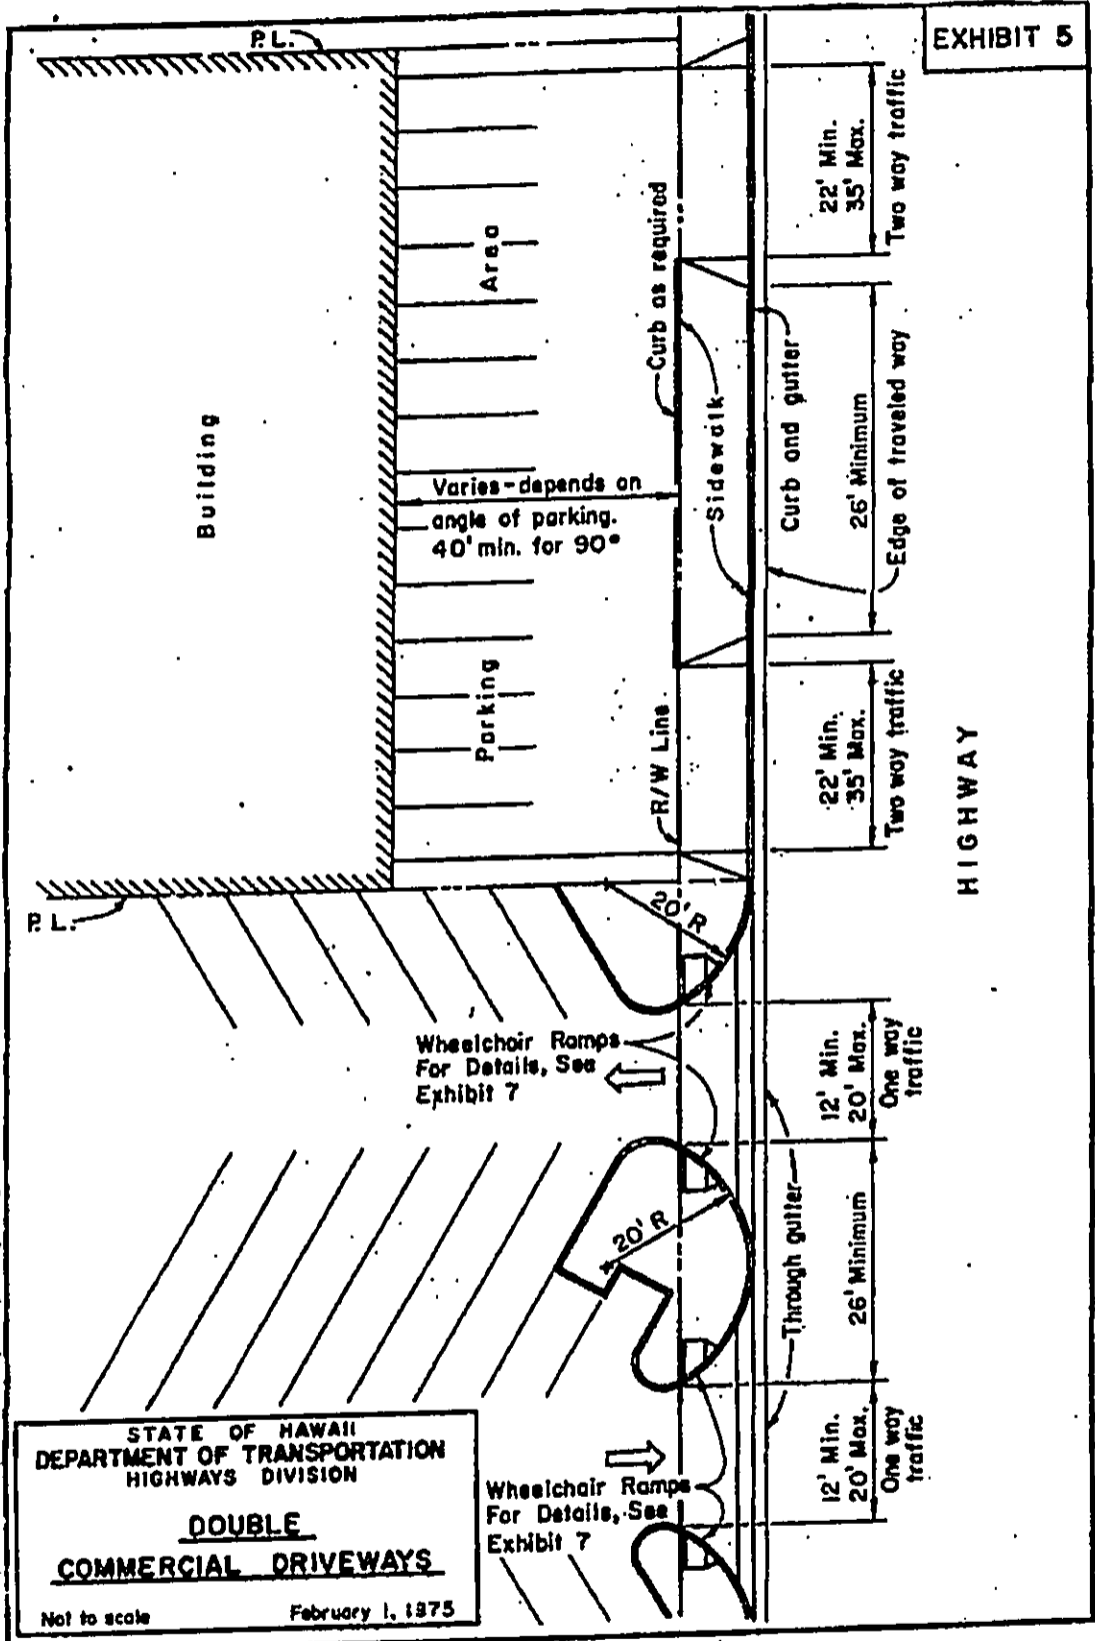 EXHIBIT 5
P.L.
22' Min.
35' Max.
Two way traffic
Area
Curb as required
Building
Varies-depends on
angle of parking.
40' min. for 90°
Sidewalk
Curb and gutter
26' Minimum
Edge of traveled way
Parking
R/W Line
22' Min.
35' Max.
Two way traffic
HIGHWAY
P.L.
20' R
Wheelchair Ramps
For Details, See
Exhibit 7
12' Min.
20' Max.
One way
traffic
20' R
Through gutter
26' Minimum
12' Min.
20' Max.
One way
traffic
Wheelchair Ramps
For Details, See
Exhibit 7
STATE OF HAWAII
DEPARTMENT OF TRANSPORTATION
HIGHWAYS DIVISION
DOUBLE
COMMERCIAL DRIVEWAYS
Not to scale
February 1, 1975